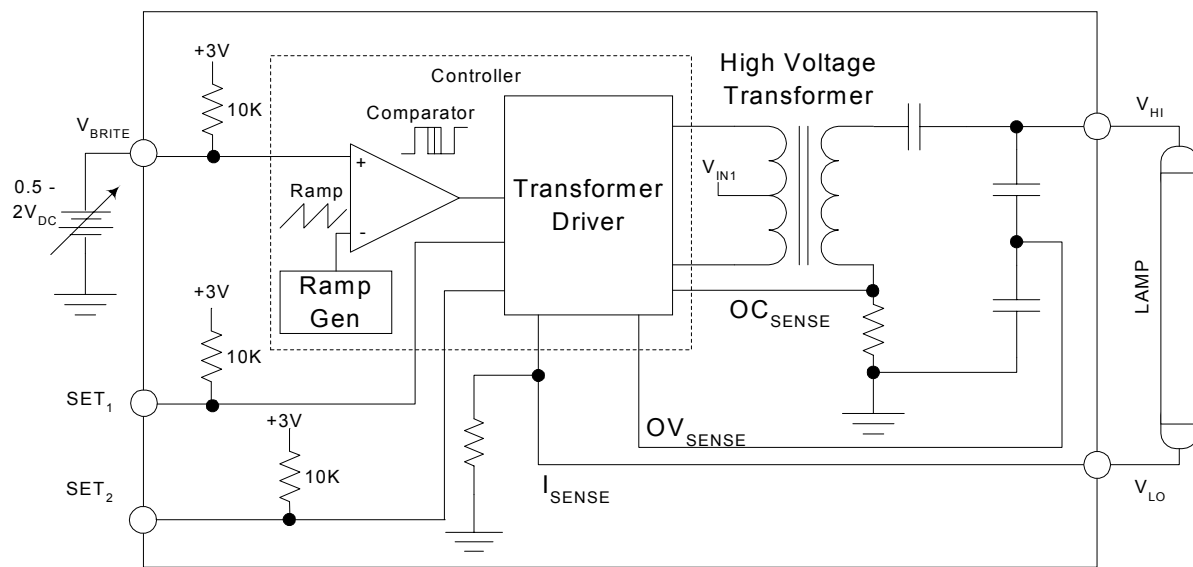 +3V
10K
V_BRITE
0.5 -
2V_DC
Controller
Comparator
+
-
Ramp
Ramp
Gen
Transformer
Driver
High Voltage
Transformer
V_IN1
V_HI
LAMP
V_LO
OC_SENSE
OV_SENSE
I_SENSE
+3V
10K
SET_1
+3V
10K
SET_2